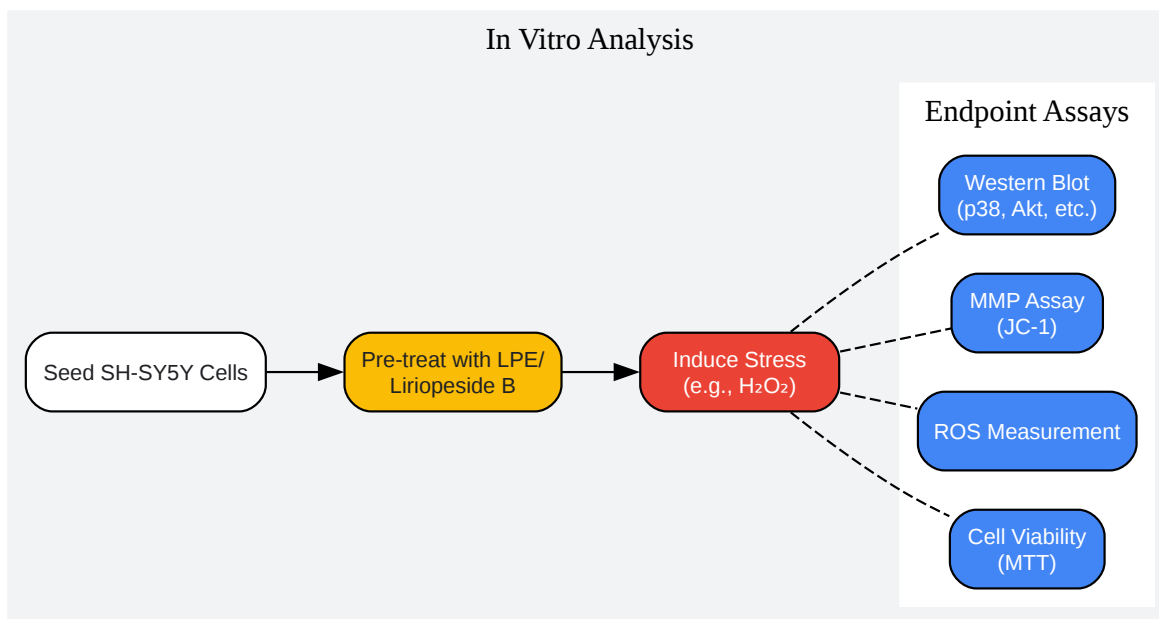 In Vitro Analysis
Endpoint Assays
Western Blot
(p38, Akt, etc.)
MMP Assay
(JC-1)
Seed SH-SY5Y Cells
Pre-treat with LPE/
Liriopeside B
Induce Stress
(e.g., H₂O₂)
ROS Measurement
Cell Viability
(MTT)